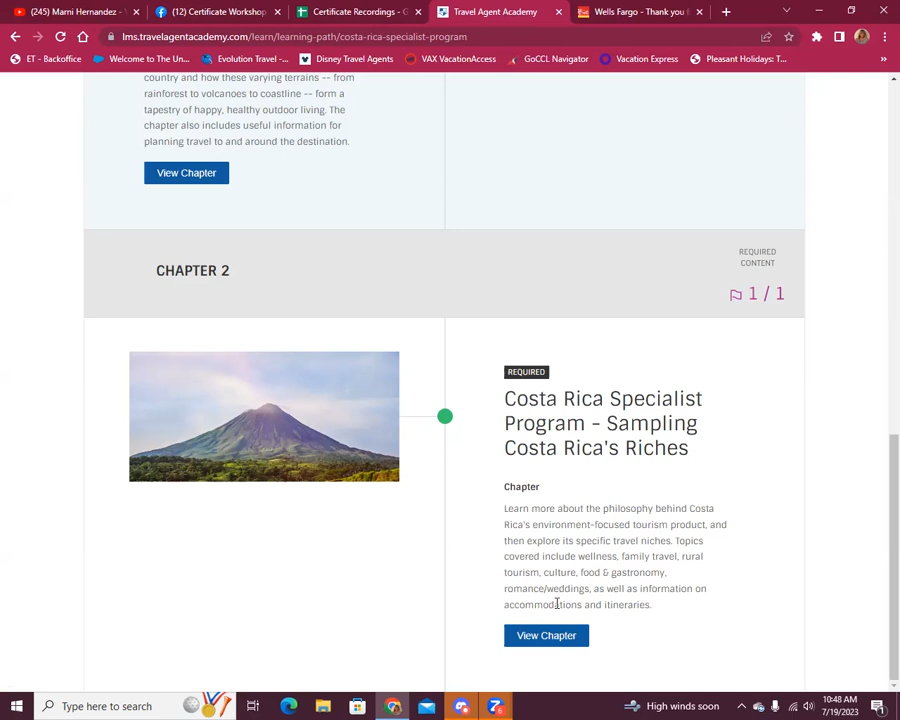 (245) Marni Hernandez -
(12) Certificate Workshop
Certificate Recordings - G
Travel Agent Academy
Wells Fargo - Thank you f
lms.travelagentacademy.com/learn/learning-path/costa-rica-specialist-program
ET - Backoffice
Welcome to The Un...
Evolution Travel -...
Disney Travel Agents
VAX VacationAccess
GoCCL Navigator
Vacation Express
Pleasant Holidays: T...
country and how these varying terrains -- from
rainforest to volcanoes to coastline -- form a
tapestry of happy, healthy outdoor living. The
chapter also includes useful information for
planning travel to and around the destination.
View Chapter
CHAPTER 2
REQUIRED
CONTENT
1 / 1
REQUIRED
Costa Rica Specialist
Program - Sampling
Costa Rica's Riches
Chapter
Learn more about the philosophy behind Costa
Rica's environment-focused tourism product, and
then explore its specific travel niches. Topics
covered include wellness, family travel, rural
tourism, culture, food & gastronomy,
romance/weddings, as well as information on
accommodations and itineraries.
View Chapter
Type here to search
High winds soon
10:48 AM
7/19/2023